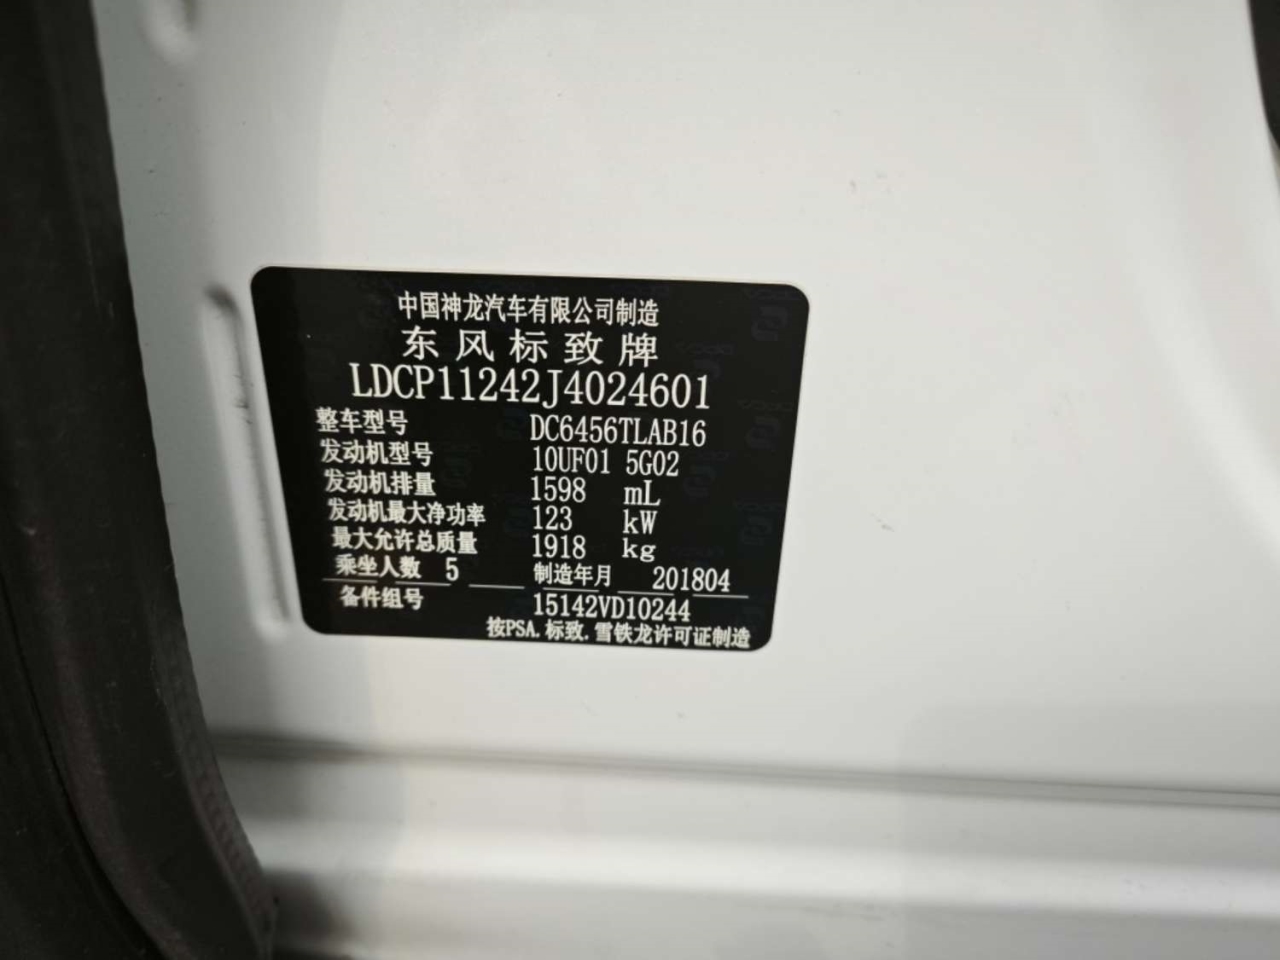 中国神龙汽车有限公司制造
东风标致牌
LDCP11242J4024601
整车型号 DC6456TLAB16
发动机型号 10UF01 5G02
发动机排量 1598 mL
发动机最大净功率 123 kW
最大允许总质量 1918 kg
乘坐人数 5 制造年月 201804
备件组号 15142VD10244
按PSA.标致.雪铁龙许可证制造